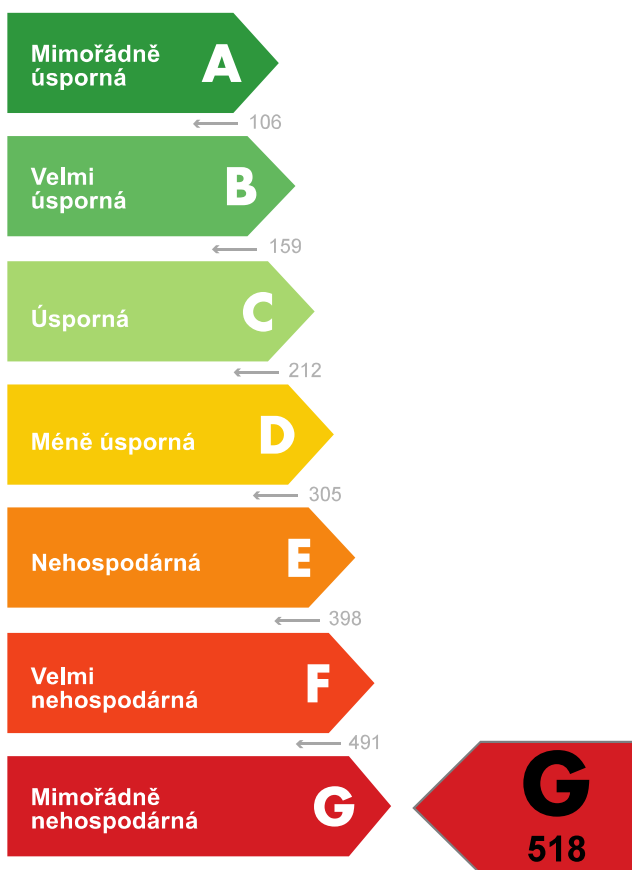 Mimořádně
úsporná
A
106
Velmi
úsporná
B
159
Úsporná
C
212
Méně úsporná
D
305
Nehospodárná
E
398
Velmi
nehospodárná
F
491
Mimořádně
nehospodárná
G
G
518